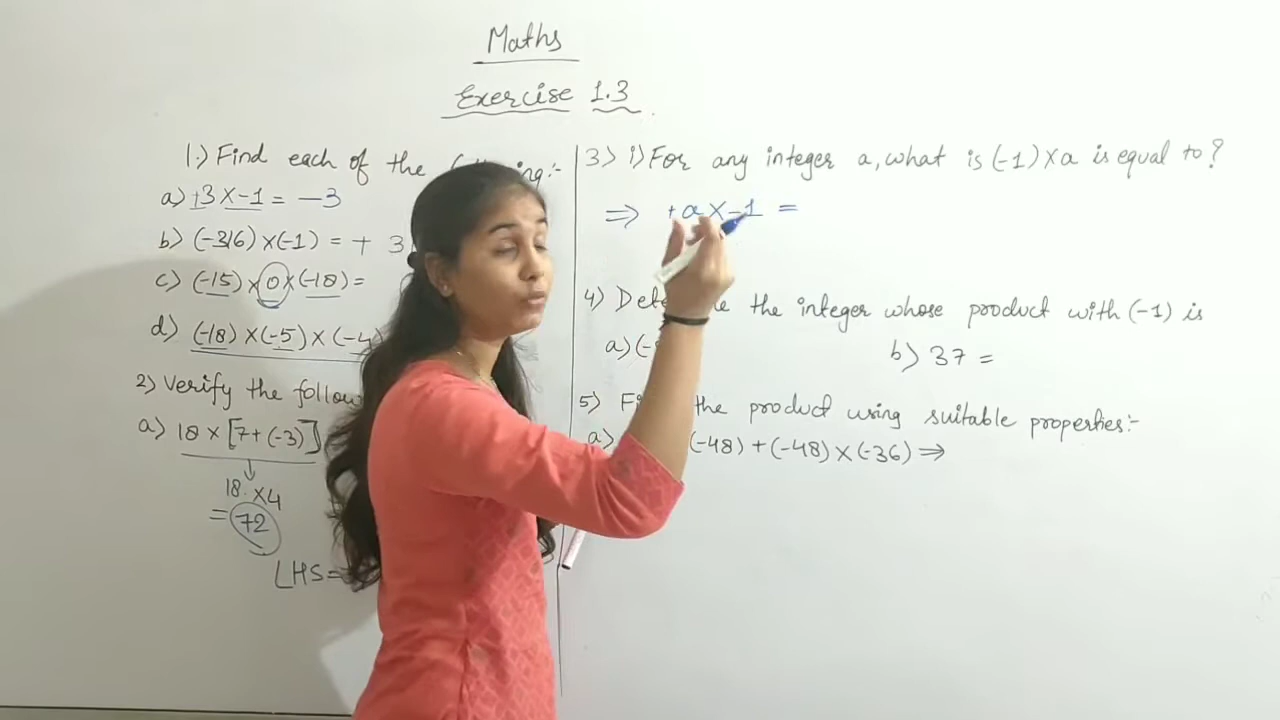 Maths
Exercise 1.3
1.) Find each of the :-
a) +3 X -1 = -3
b) (-316) X (-1) = + 3
c) (-15) X 0 X (-18) =
d) (-18) X (-5) X (-4)
2) Verify the
a) 18 X [7+(-3)]
18 X 4
= 72
LHS =
3) i) For any integer a, what is (-1) X a is equal to?
⇒ +a X -1 =
4) the integer whose product with (-1) is
a) (-
b) 37 =
5) the product using suitable properties:-
a) (-48) + (-48) X (-36) ⇒